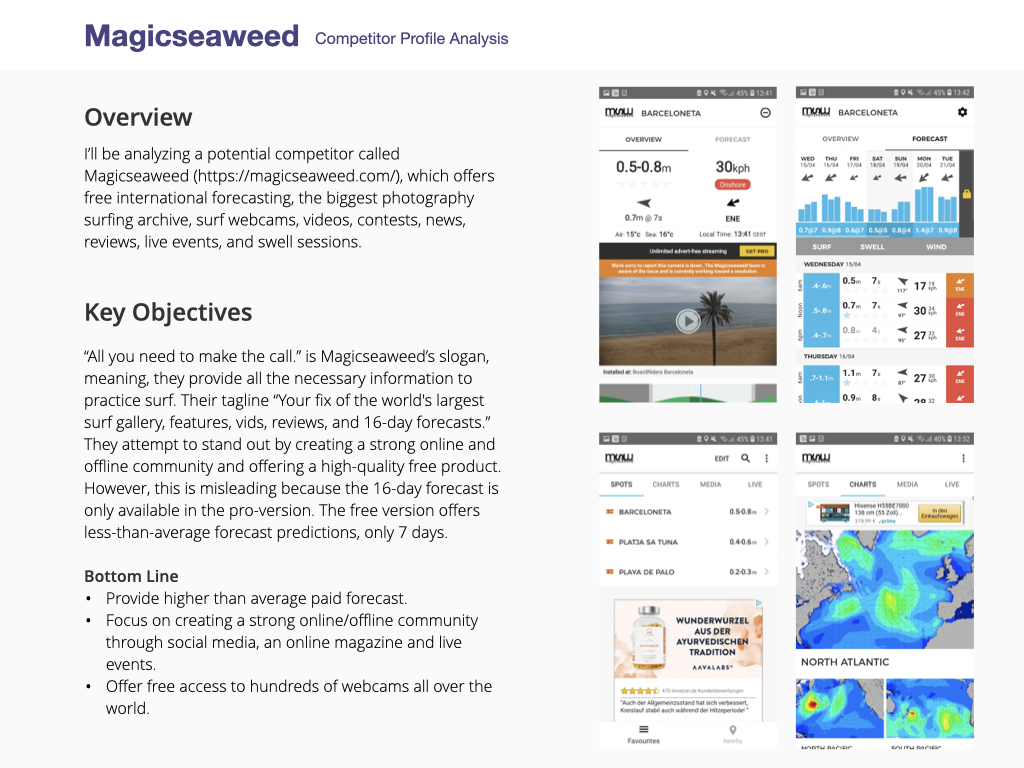 Magicseaweed Competitor Profile Analysis
Overview
I’ll be analyzing a potential competitor called
Magicseaweed (https://magicseaweed.com/), which offers
free international forecasting, the biggest photography
surfing archive, surf webcams, videos, contests, news,
reviews, live events, and swell sessions.
Key Objectives
“All you need to make the call.” is Magicseaweed’s slogan,
meaning, they provide all the necessary information to
practice surf. Their tagline “Your fix of the world's largest
surf gallery, features, vids, reviews, and 16-day forecasts.”
They attempt to stand out by creating a strong online and
offline community and offering a high-quality free product.
However, this is misleading because the 16-day forecast is
only available in the pro-version. The free version offers
less-than-average forecast predictions, only 7 days.
Bottom Line
• Provide higher than average paid forecast.
• Focus on creating a strong online/offline community
through social media, an online magazine and live
events.
• Offer free access to hundreds of webcams all over the
world.
45% 13:41
MSW BARCELONETA
OVERVIEW FORECAST
0.5-0.8m 30kph
Onshore
0.7m @ 7s ENE
Air: 15°c Sea: 16°c Local Time: 13:41 CEST
Unlimited advert-free streaming GET PRO
We're sorry to report this camera is down. The Magicseaweed team is
aware of the issue and is currently working toward a resolution.
Installed at: Boardriders Barceloneta
45% 13:42
MSW BARCELONETA
OVERVIEW FORECAST
WED THU FRI SAT SUN MON TUE
15/04 16/04 17/04 18/04 19/04 20/04 21/04
0.7@7 0.9@8 0.6@7 0.5@5 0.8@4 1.4@7 0.9@8
SURF SWELL WIND
WEDNESDAY 15/04
6am .4-.6m 0.5m 7s 117° 17 19 kph ENE
Noon .5-.8m 0.7m 7s 97° 30 34 kph ENE
6pm .4-.7m 0.8m 4s 95° 27 32 kph ENE
THURSDAY 16/04
6am .7-1.1m 1.1m 7s 87° 27 30 kph ENE
0.9m 8s 28 32
45% 13:41
MSW EDIT
SPOTS CHARTS MEDIA LIVE
BARCELONETA 0.5-0.8m
PLATJA SA TUNA 0.4-0.6m
PLAYA DE PALO 0.2-0.3m
WUNDERWURZEL
AUS DER
AYURVEDISCHEN
TRADITION
AAVALABS®
476 Amazon.de Kundenbewertungen
"Auch der Allgemeinzustand hat sich verbessert,
Kreislauf stabil auch während der Hitzeperiode! "
Favourites Nearby
40% 13:52
MSW
SPOTS CHARTS MEDIA LIVE
Hisense H55BE7000
138 cm (55 Zoll)...
379,99 € prime
In den
Einkaufswagen
NORTH ATLANTIC
NORTH PACIFIC SOUTH PACIFIC